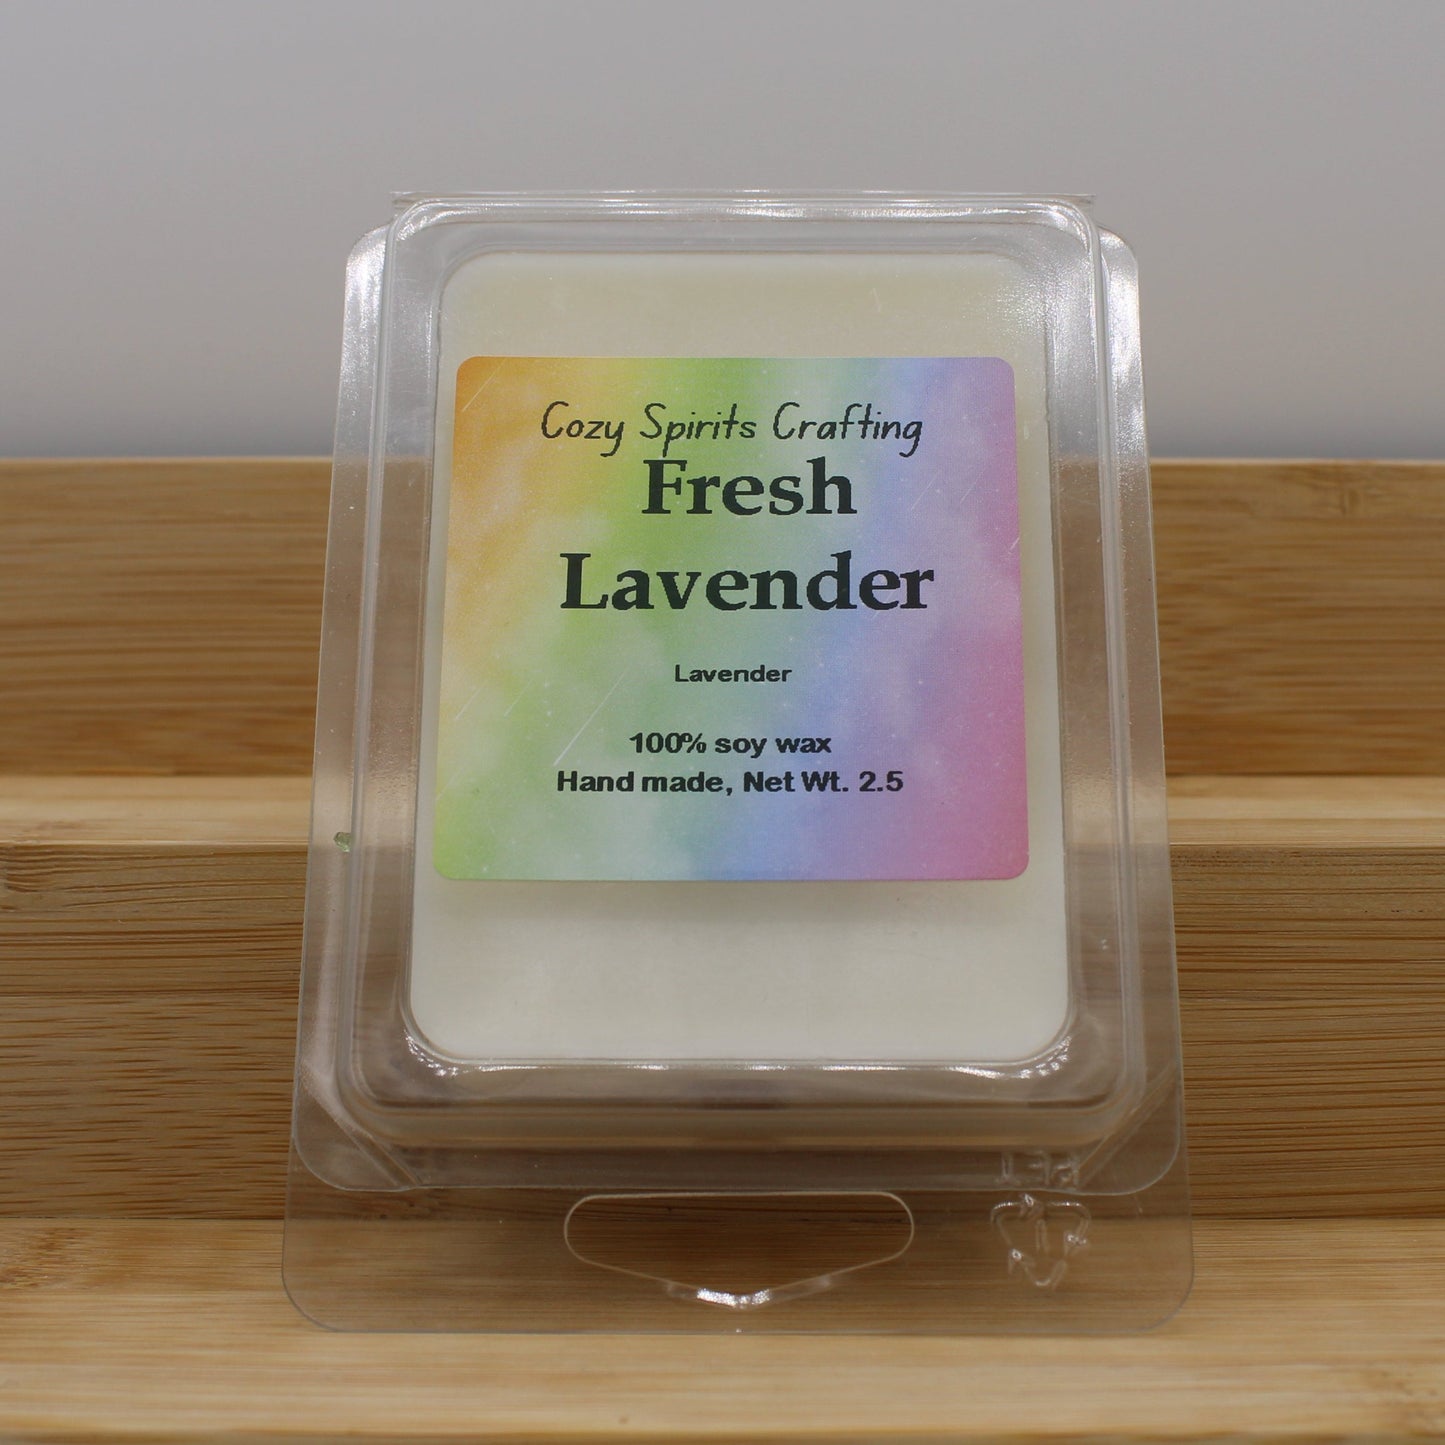 Cozy Spirits Crafting
Fresh
Lavender
Lavender
100% soy wax
Hand made, Net Wt. 2.5